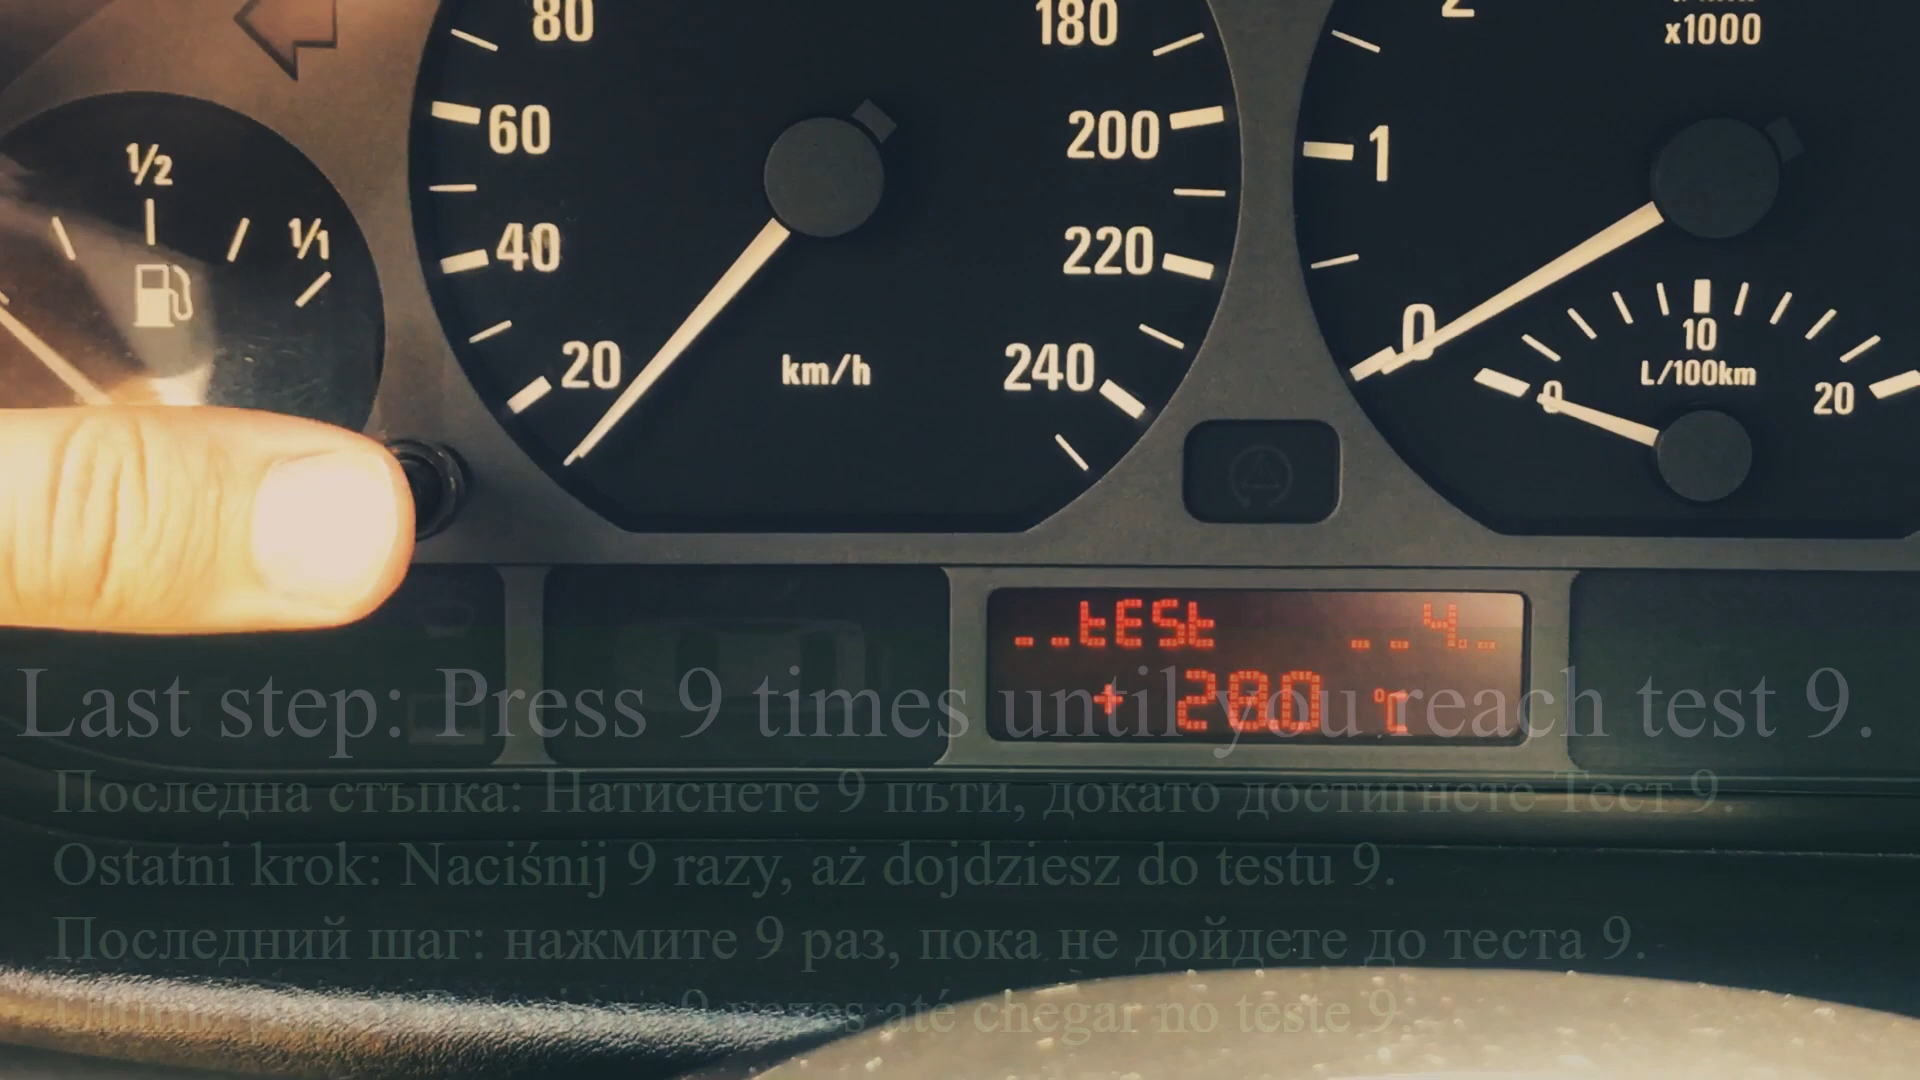 80
180
2
x1000
60
200
1
1/2
1/1
40
220
0
10
20
km/h
240
L/100km
0
20
tESt 4.
+ 280 °C
Last step: Press 9 times until you reach test 9.
Последна стъпка: Натиснете 9 пъти, докато достигнете Тест 9.
Ostatni krok: Naciśnij 9 razy, aż dojdziesz do testu 9.
Последний шаг: нажмите 9 раз, пока не дойдете до теста 9.
9 vezes até chegar no teste 9.